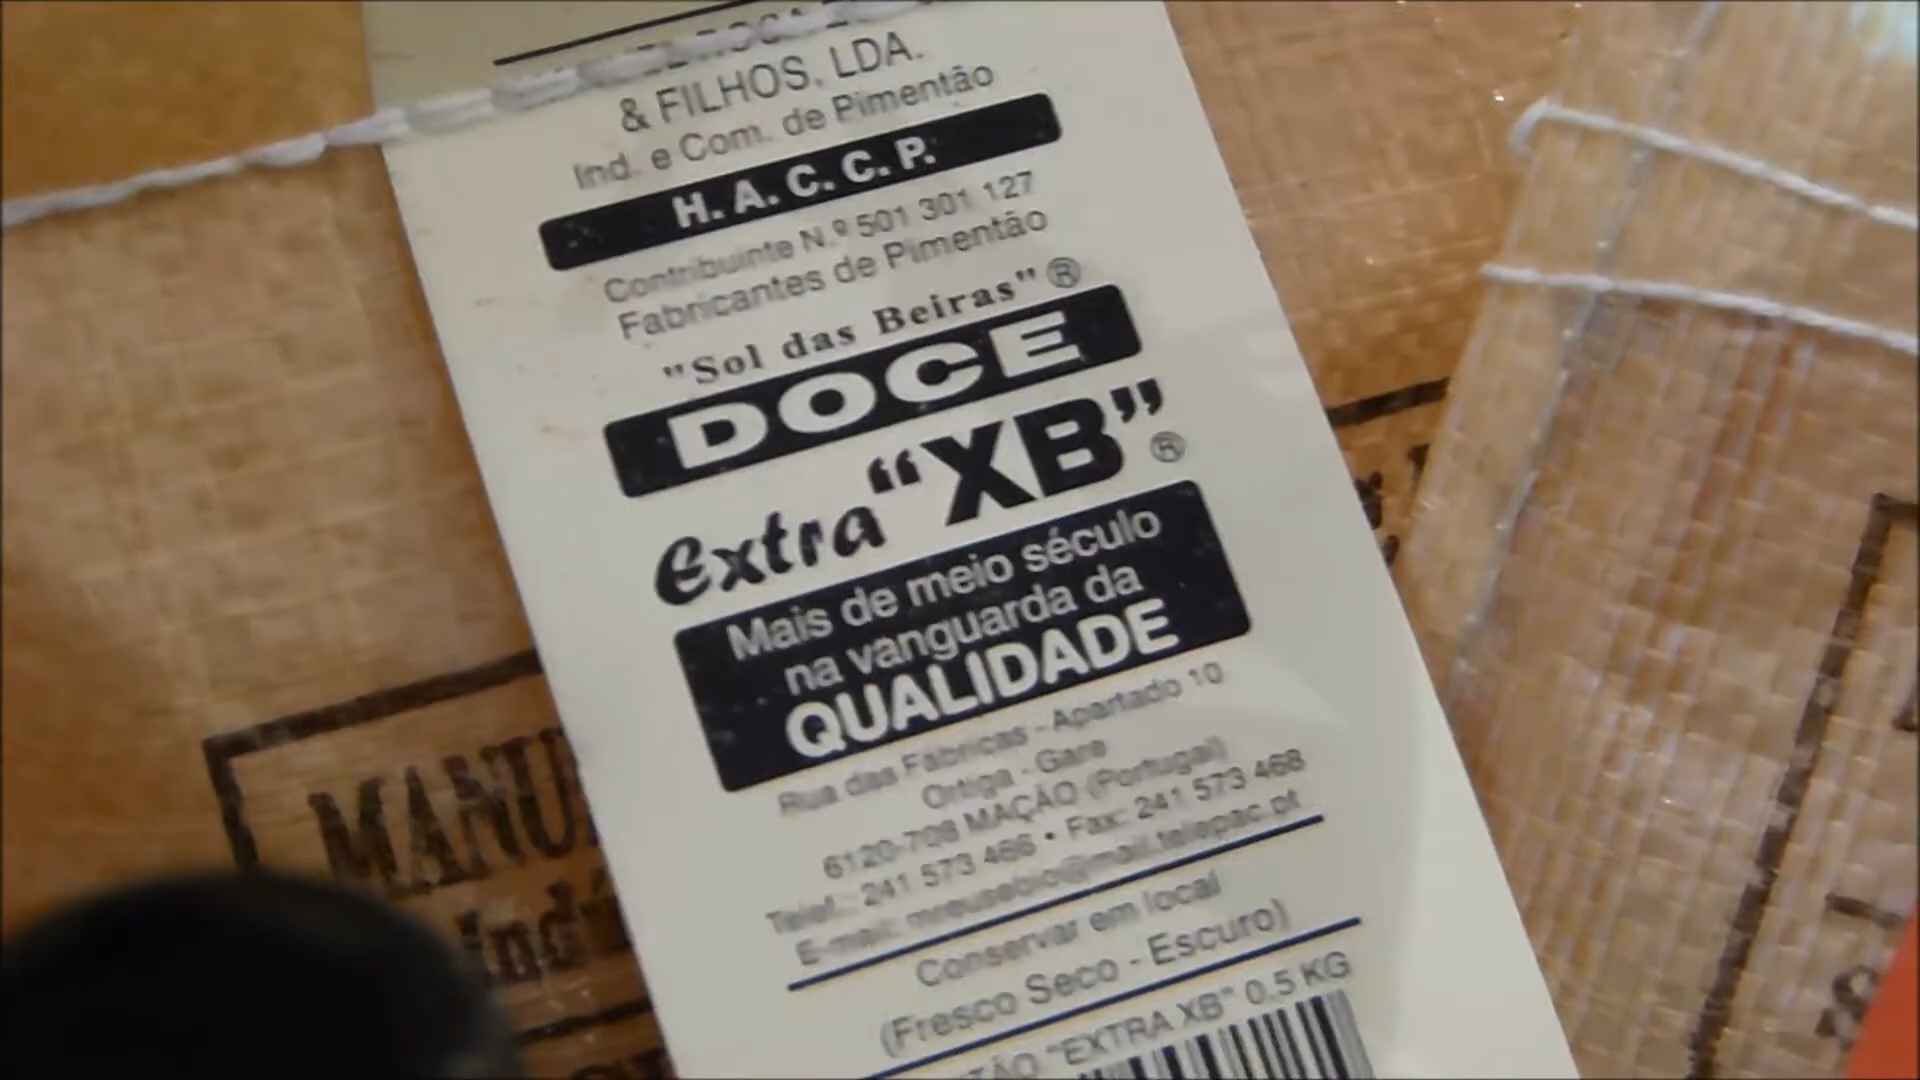 & FILHOS, LDA.
Ind. e Com. de Pimentão
H. A. C. C. P.
Contribuinte N.º 501 301 127
Fabricantes de Pimentão
"Sol das Beiras"®
DOCE
extra “XB”®
Mais de meio século
na vanguarda da
QUALIDADE
Rua das Fábricas - Apartado 10
Ortiga - Gare
6120-708 MAÇÃO (Portugal)
Telef.: 241 573 466 • Fax: 241 573 468
E-mail: mreusebio@mail.telepac.pt
Conservar em local
(Fresco Seco - Escuro)
"EXTRA XB" 0.5 KG